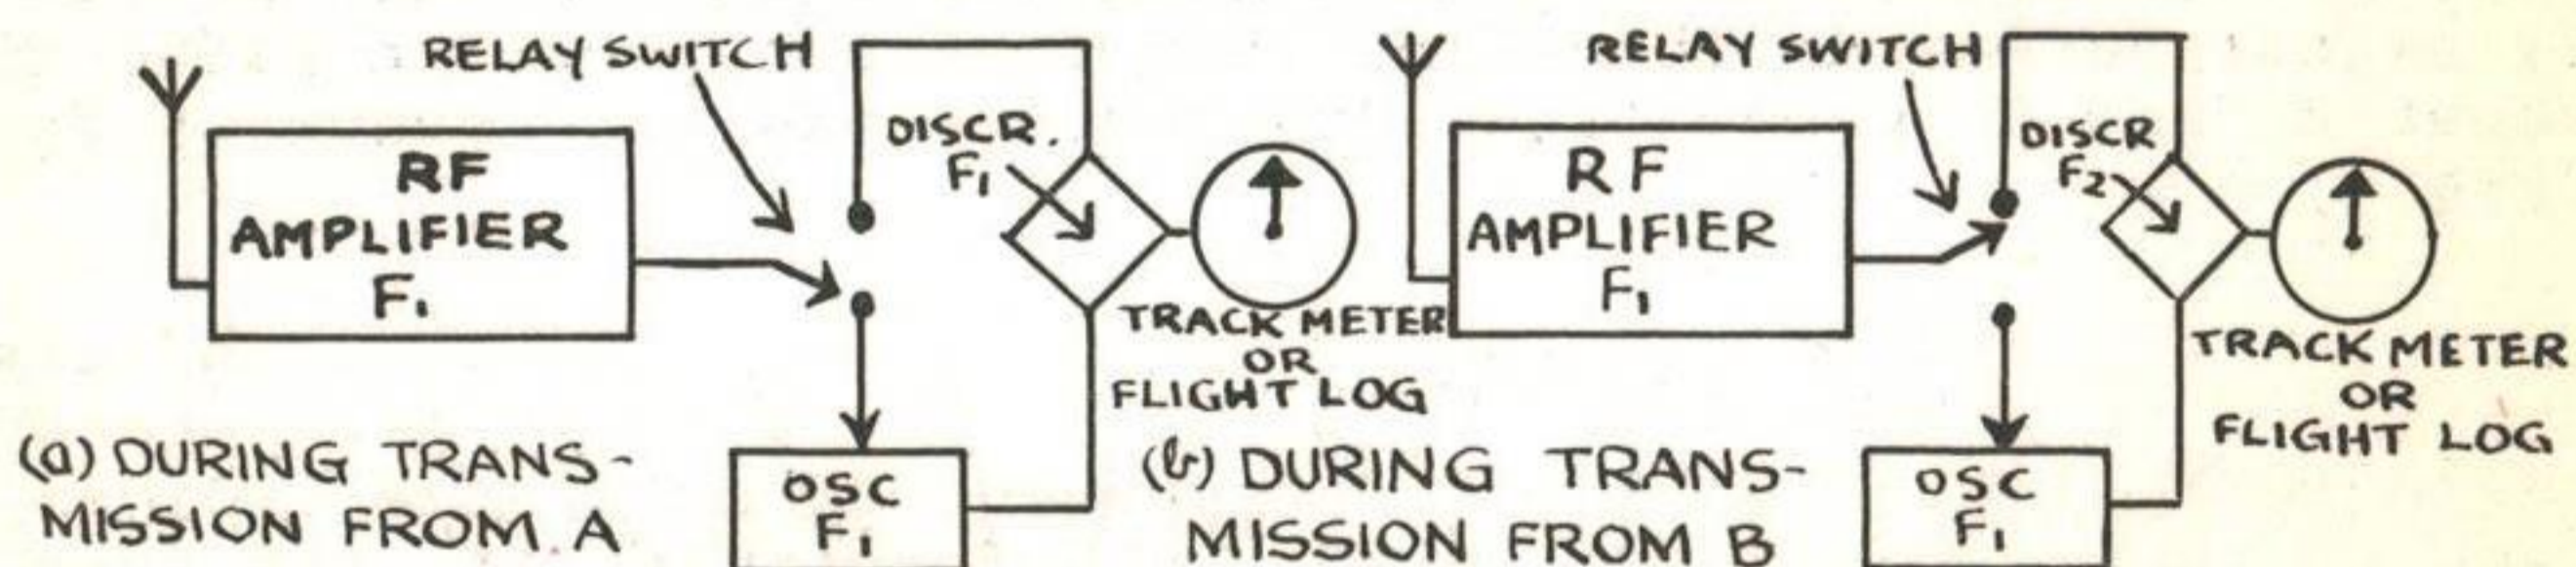 RELAY SWITCH
DISCR.
F₁
RF
AMPLIFIER
F₁
TRACK METER
OR
FLIGHT LOG
(a) DURING TRANS-
MISSION FROM A
OSC
F₁
RELAY SWITCH
DISCR
F₂
RF
AMPLIFIER
F₁
TRACK METER
OR
FLIGHT LOG
(b) DURING TRANS-
MISSION FROM B
OSC
F₁